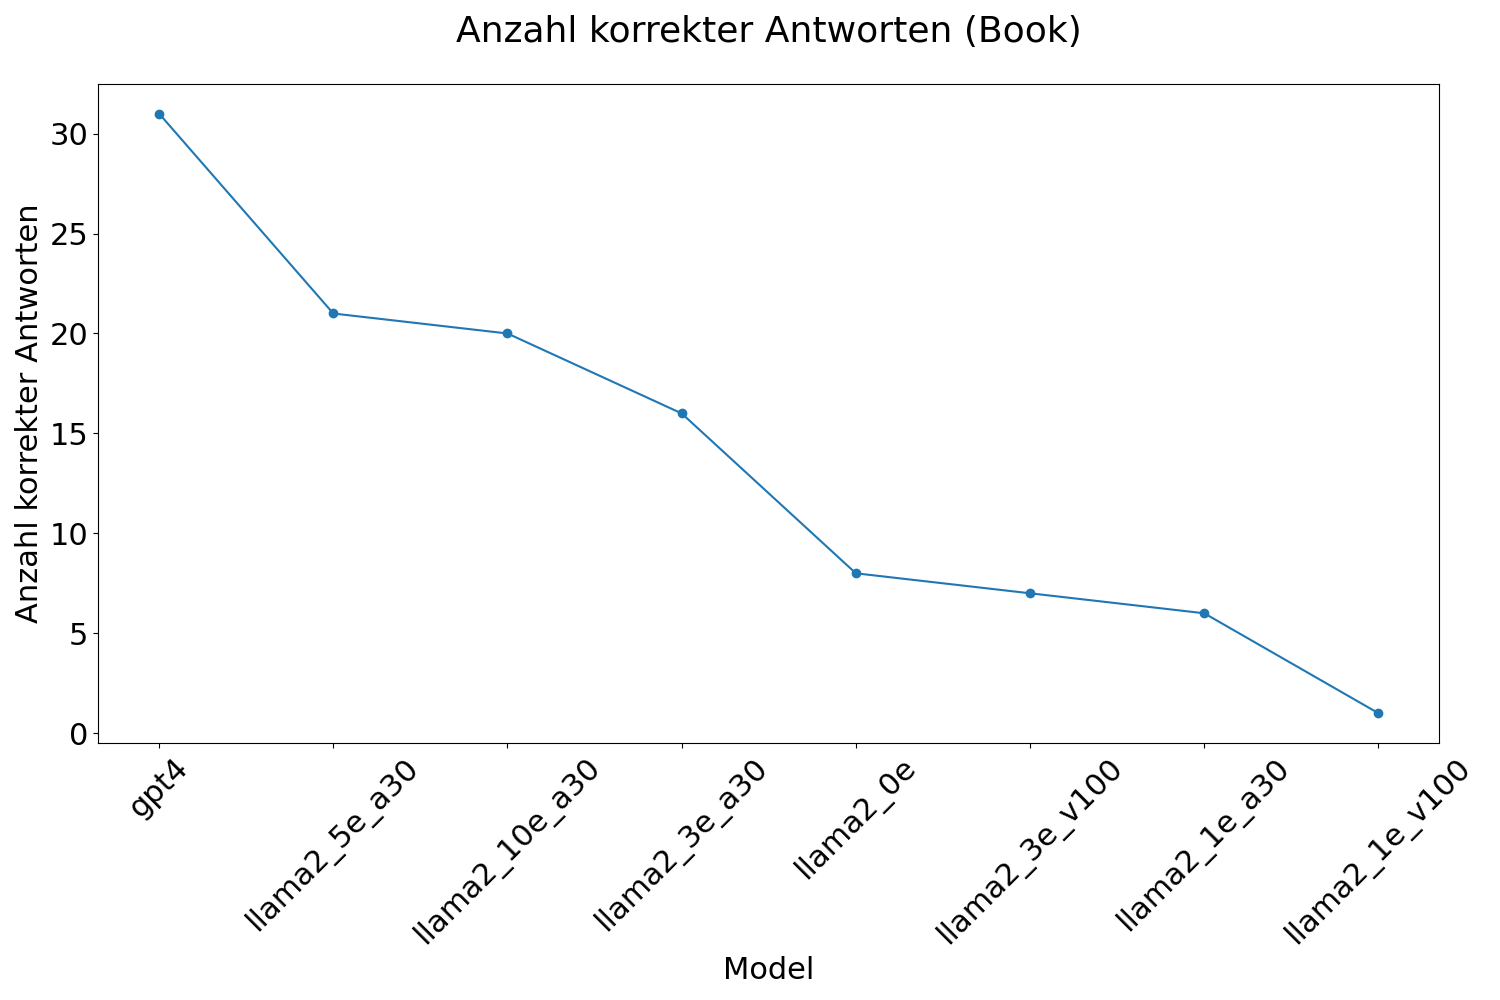 Anzahl korrekter Antworten (Book)
Anzahl korrekter Antworten
30
25
20
15
10
5
0
gpt4
llama2_5e_a30
llama2_10e_a30
llama2_3e_a30
llama2_0e
llama2_3e_v100
llama2_1e_a30
llama2_1e_v100
Model